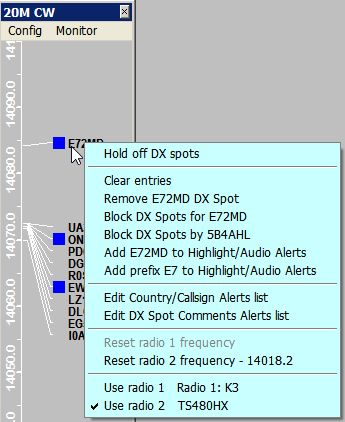 20M CW
Config Monitor
14090.0
E72MD
14080.0
14070.0
14060.0
14050.0
UA
ON
PD
DG
R0S
EW
LZ
DL
EG
I0A
Hold off DX spots
Clear entries
Remove E72MD DX Spot
Block DX Spots for E72MD
Block DX Spots by 5B4AHL
Add E72MD to Highlight/Audio Alerts
Add prefix E7 to Highlight/Audio Alerts
Edit Country/Callsign Alerts list
Edit DX Spot Comments Alerts list
Reset radio 1 frequency
Reset radio 2 frequency - 14018.2
Use radio 1 Radio 1: K3
Use radio 2 TS480HX